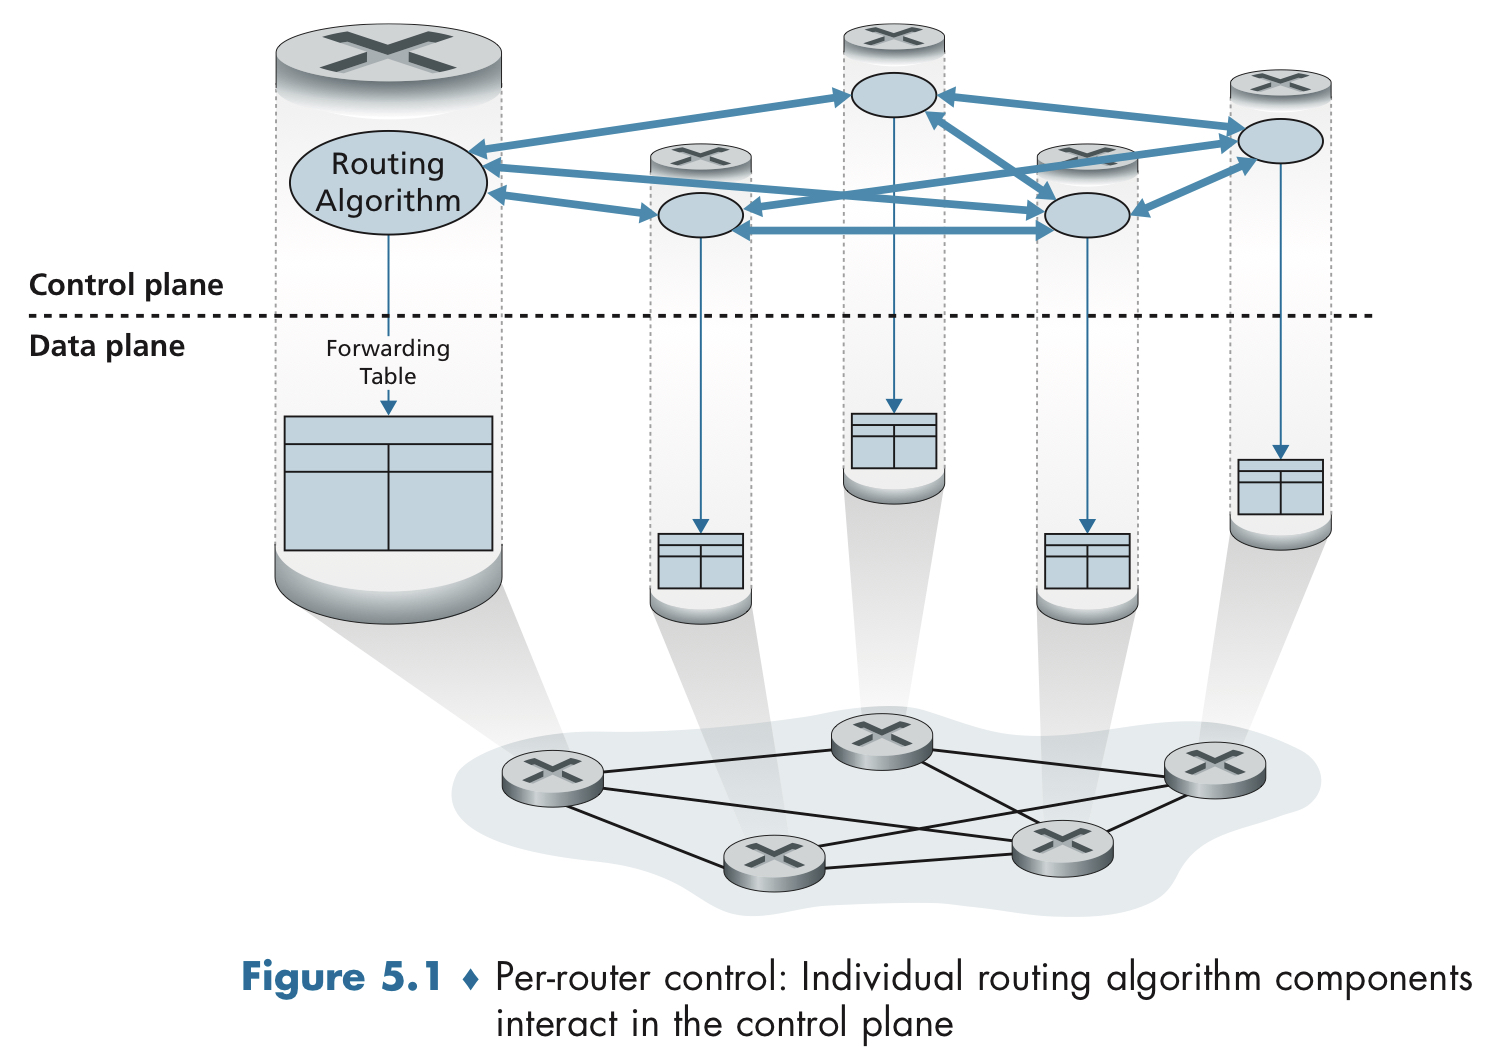 Routing
Algorithm
Control plane
Data plane
Forwarding
Table
Figure 5.1 ♦ Per-router control: Individual routing algorithm components
interact in the control plane